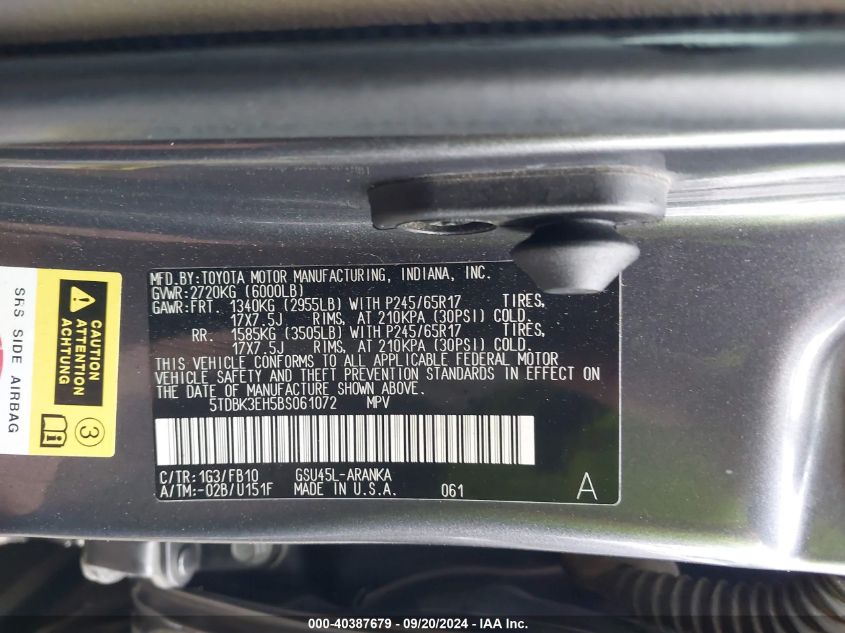 MFD.BY:TOYOTA MOTOR MANUFACTURING, INDIANA, INC.
GVWR:2720KG (6000LB)
GAWR:FRT. 1340KG (2955LB) WITH P245/65R17 TIRES,
17X7.5J RIMS, AT 210KPA (30PSI) COLD.
RR. 1585KG (3505LB) WITH P245/65R17 TIRES,
17X7.5J RIMS, AT 210KPA (30PSI) COLD.
THIS VEHICLE CONFORMS TO ALL APPLICABLE FEDERAL MOTOR
VEHICLE SAFETY AND THEFT PREVENTION STANDARDS IN EFFECT ON
THE DATE OF MANUFACTURE SHOWN ABOVE.
5TDBK3EH5BS061072 MPV
C/TR:1G3/FB10 GSU45L-ARANKA
A/TM:-02B/U151F MADE IN U.S.A. 061 A
SRS SIDE AIRBAG
CAUTION
ATTENTION
ACHTUNG
3
000-40387679 - 09/20/2024 - IAA Inc.